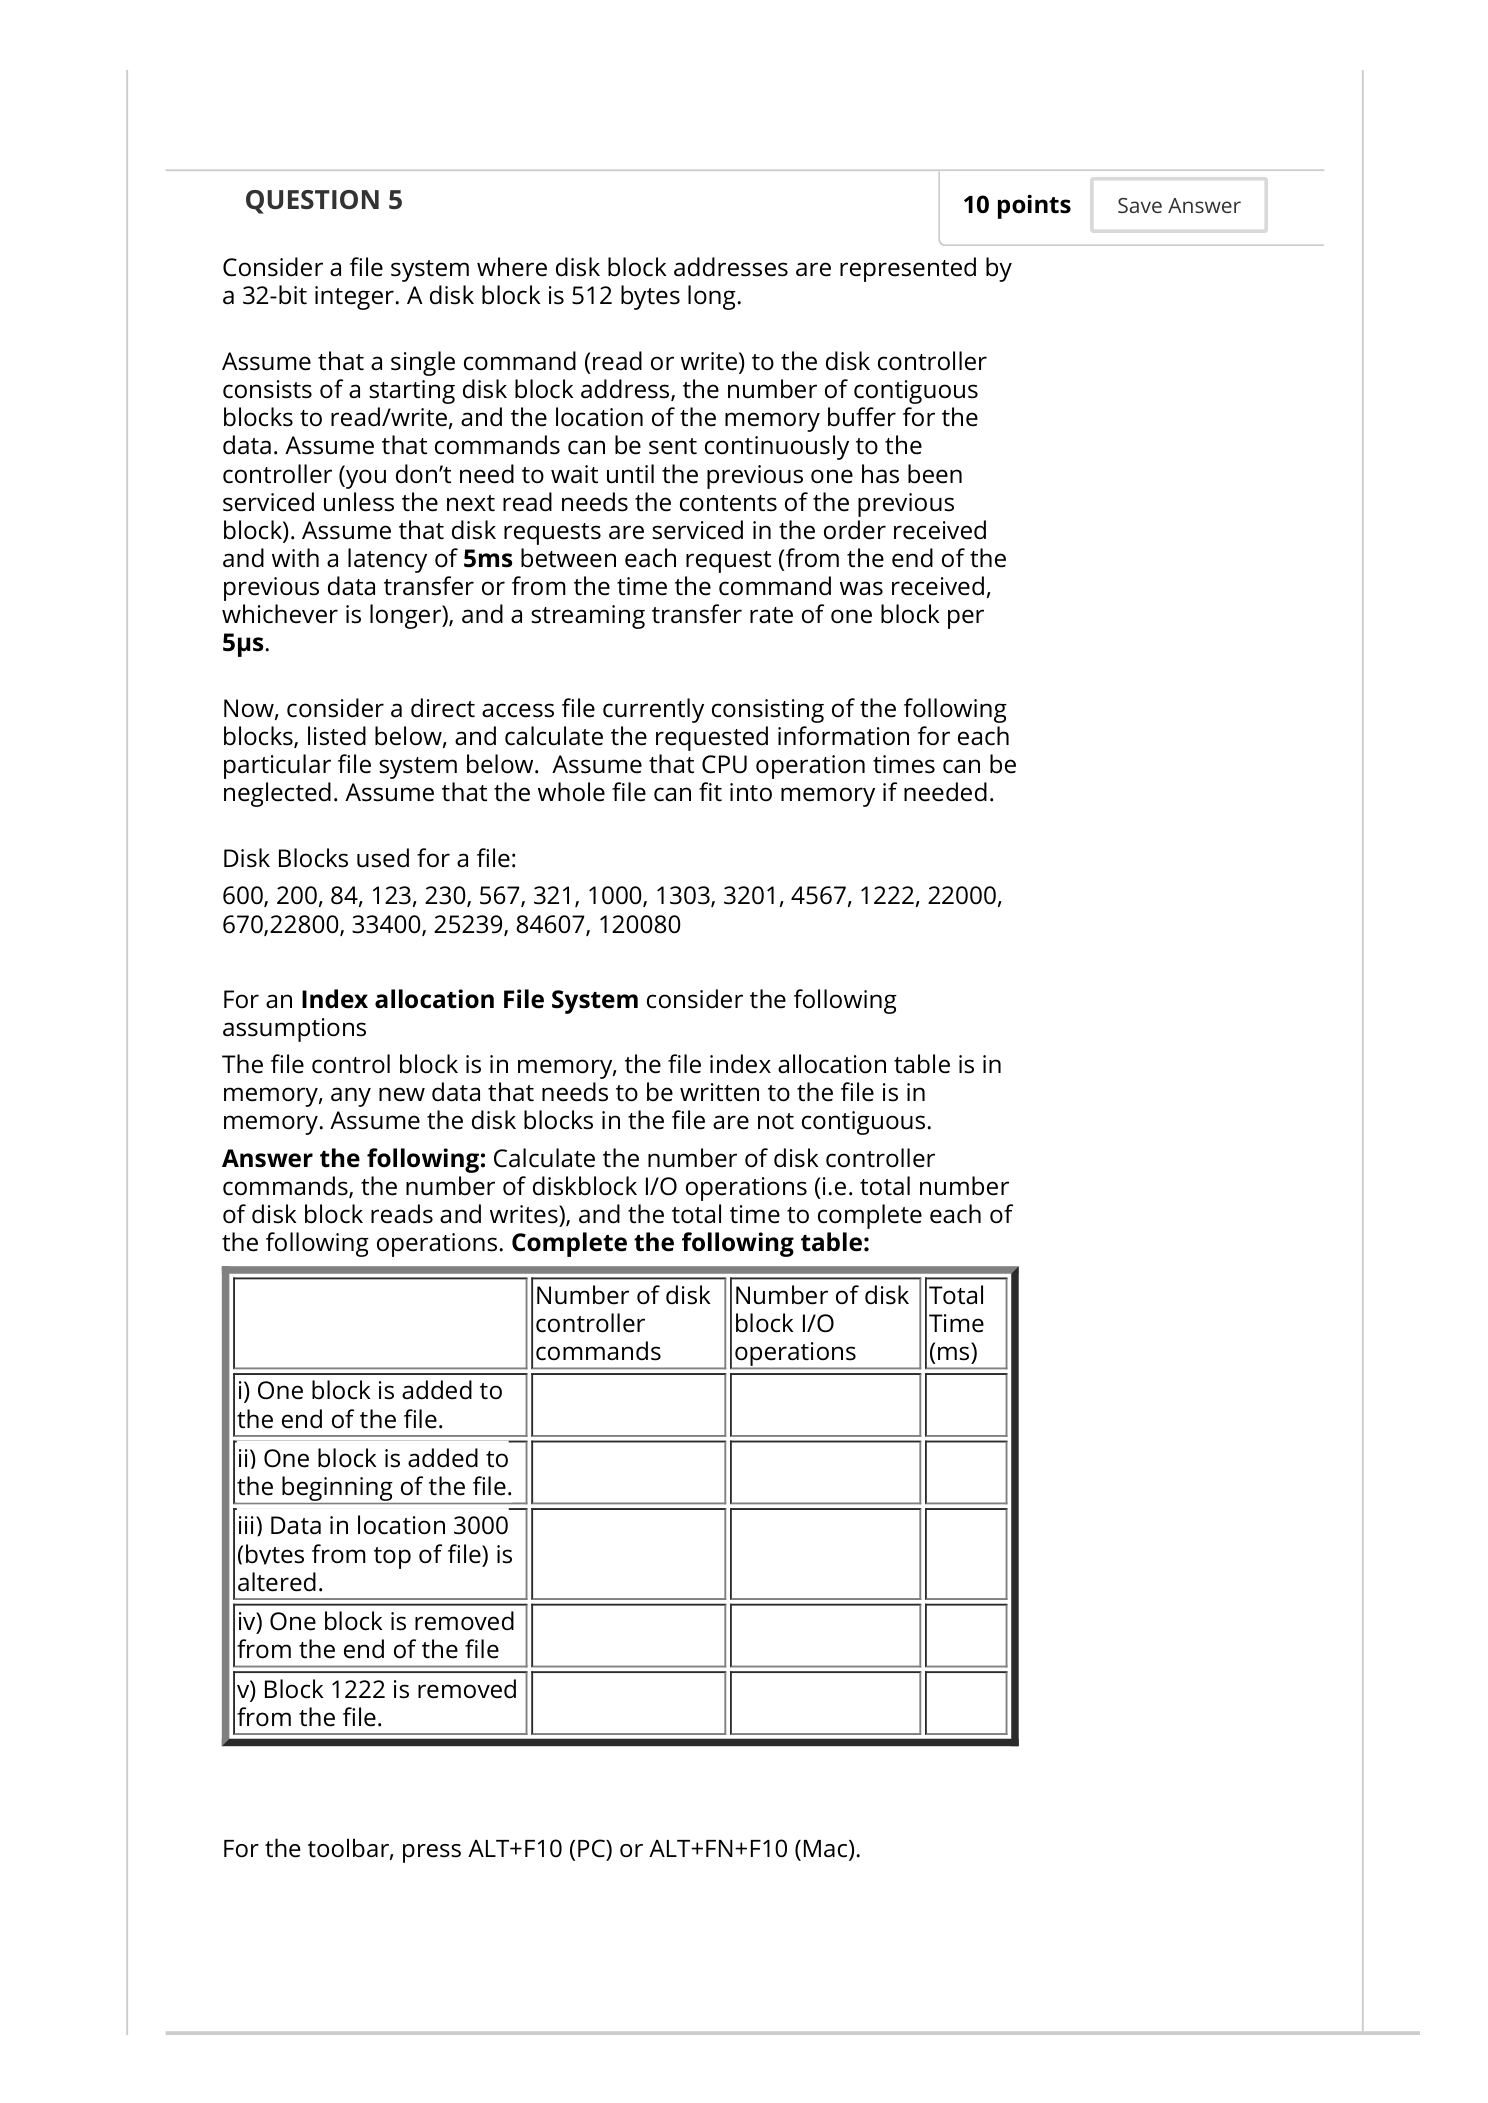 QUESTION 5
10 points
Save Answer
Consider a file system where disk block addresses are represented by
a 32-bit integer. A disk block is 512 bytes long.
Assume that a single command (read or write) to the disk controller
consists of a starting disk block address, the number of contiguous
blocks to read/write, and the location of the memory buffer for the
data. Assume that commands can be sent continuously to the
controller (you don’t need to wait until the previous one has been
serviced unless the next read needs the contents of the previous
block). Assume that disk requests are serviced in the order received
and with a latency of 5ms between each request (from the end of the
previous data transfer or from the time the command was received,
whichever is longer), and a streaming transfer rate of one block per
5µs.
Now, consider a direct access file currently consisting of the following
blocks, listed below, and calculate the requested information for each
particular file system below.  Assume that CPU operation times can be
neglected. Assume that the whole file can fit into memory if needed.
Disk Blocks used for a file:
600, 200, 84, 123, 230, 567, 321, 1000, 1303, 3201, 4567, 1222, 22000,
670,22800, 33400, 25239, 84607, 120080
For an Index allocation File System consider the following
assumptions
The file control block is in memory, the file index allocation table is in
memory, any new data that needs to be written to the file is in
memory. Assume the disk blocks in the file are not contiguous.
Answer the following: Calculate the number of disk controller
commands, the number of diskblock I/O operations (i.e. total number
of disk block reads and writes), and the total time to complete each of
the following operations. Complete the following table:
Number of disk
controller
commands
Number of disk
block I/O
operations
Total
Time
(ms)
i) One block is added to
the end of the file.
ii) One block is added to
the beginning of the file.
iii) Data in location 3000
(bytes from top of file) is
altered.
iv) One block is removed
from the end of the file
v) Block 1222 is removed
from the file.
For the toolbar, press ALT+F10 (PC) or ALT+FN+F10 (Mac).